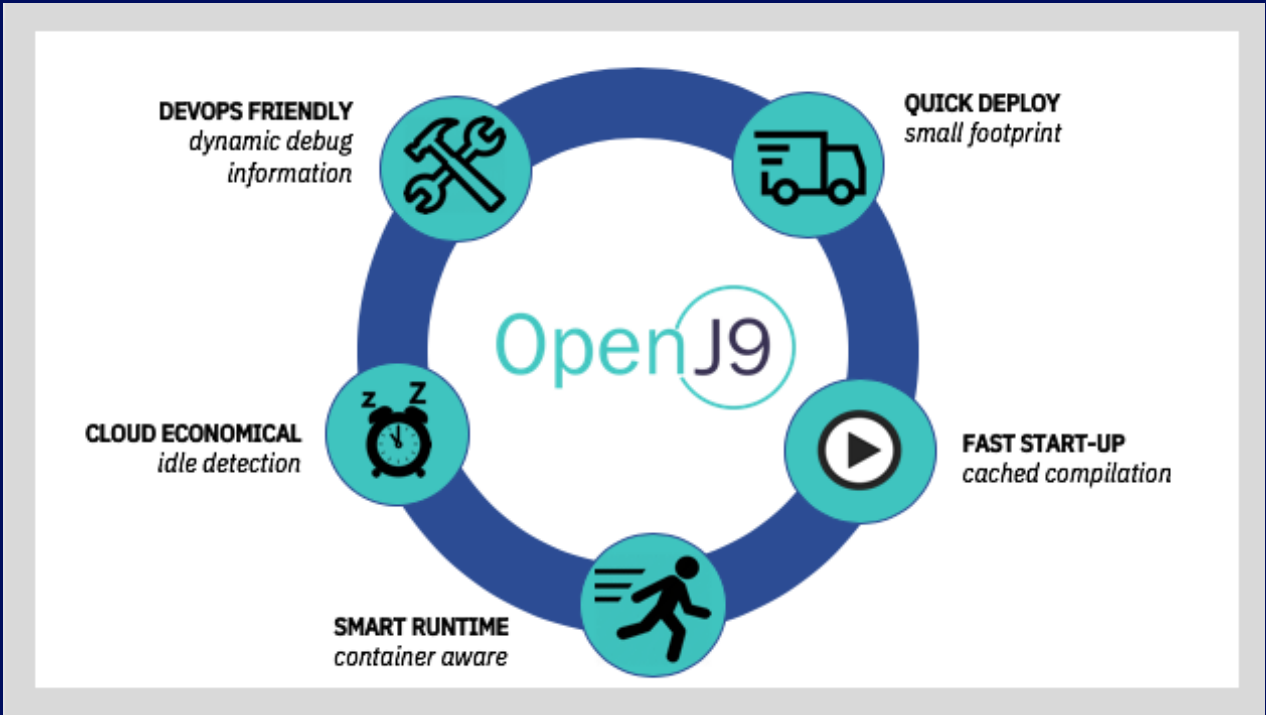 DEVOPS FRIENDLY
dynamic debug
information
QUICK DEPLOY
small footprint
OpenJ9
z Z
CLOUD ECONOMICAL
idle detection
FAST START-UP
cached compilation
SMART RUNTIME
container aware